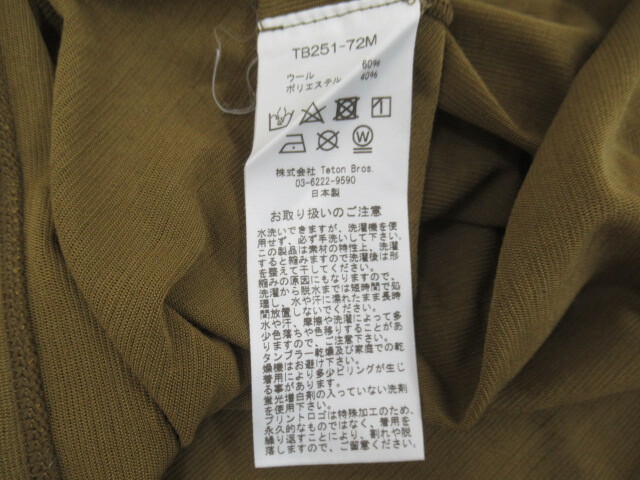 TB251-72M
ウール 60%
ポリエステル 40%
W
株式会社 Teton Bros.
03-6222-9590
日本製
お取り扱いのご注意
水洗いできますが、洗濯機を使
用せず、必ず手洗いして下さい。
この製品は素材の特性上、洗濯
すると縮みますので洗濯後は形
を整えて干してください。
縮みの原因にもなりますので、
洗濯から脱水までは短時間で処
理し、水や汗に濡れたまま長時
間放置しないでください。
水や汗、摩擦や洗濯によって多
少色落ちや色移りすることがあ
りますので、ご注意下さい。
タンブラー乾燥及び家庭での乾
燥機はお避け下さい。
着用により多少ピリングが生じ
る事があります。
蛍光増白剤の入っていない洗剤
を使用下さい。
プリントロゴは特殊加工のため、
永久的なものではなく、着用を
繰り返すことにより、割れや脱
落しますので、ご留意ください。